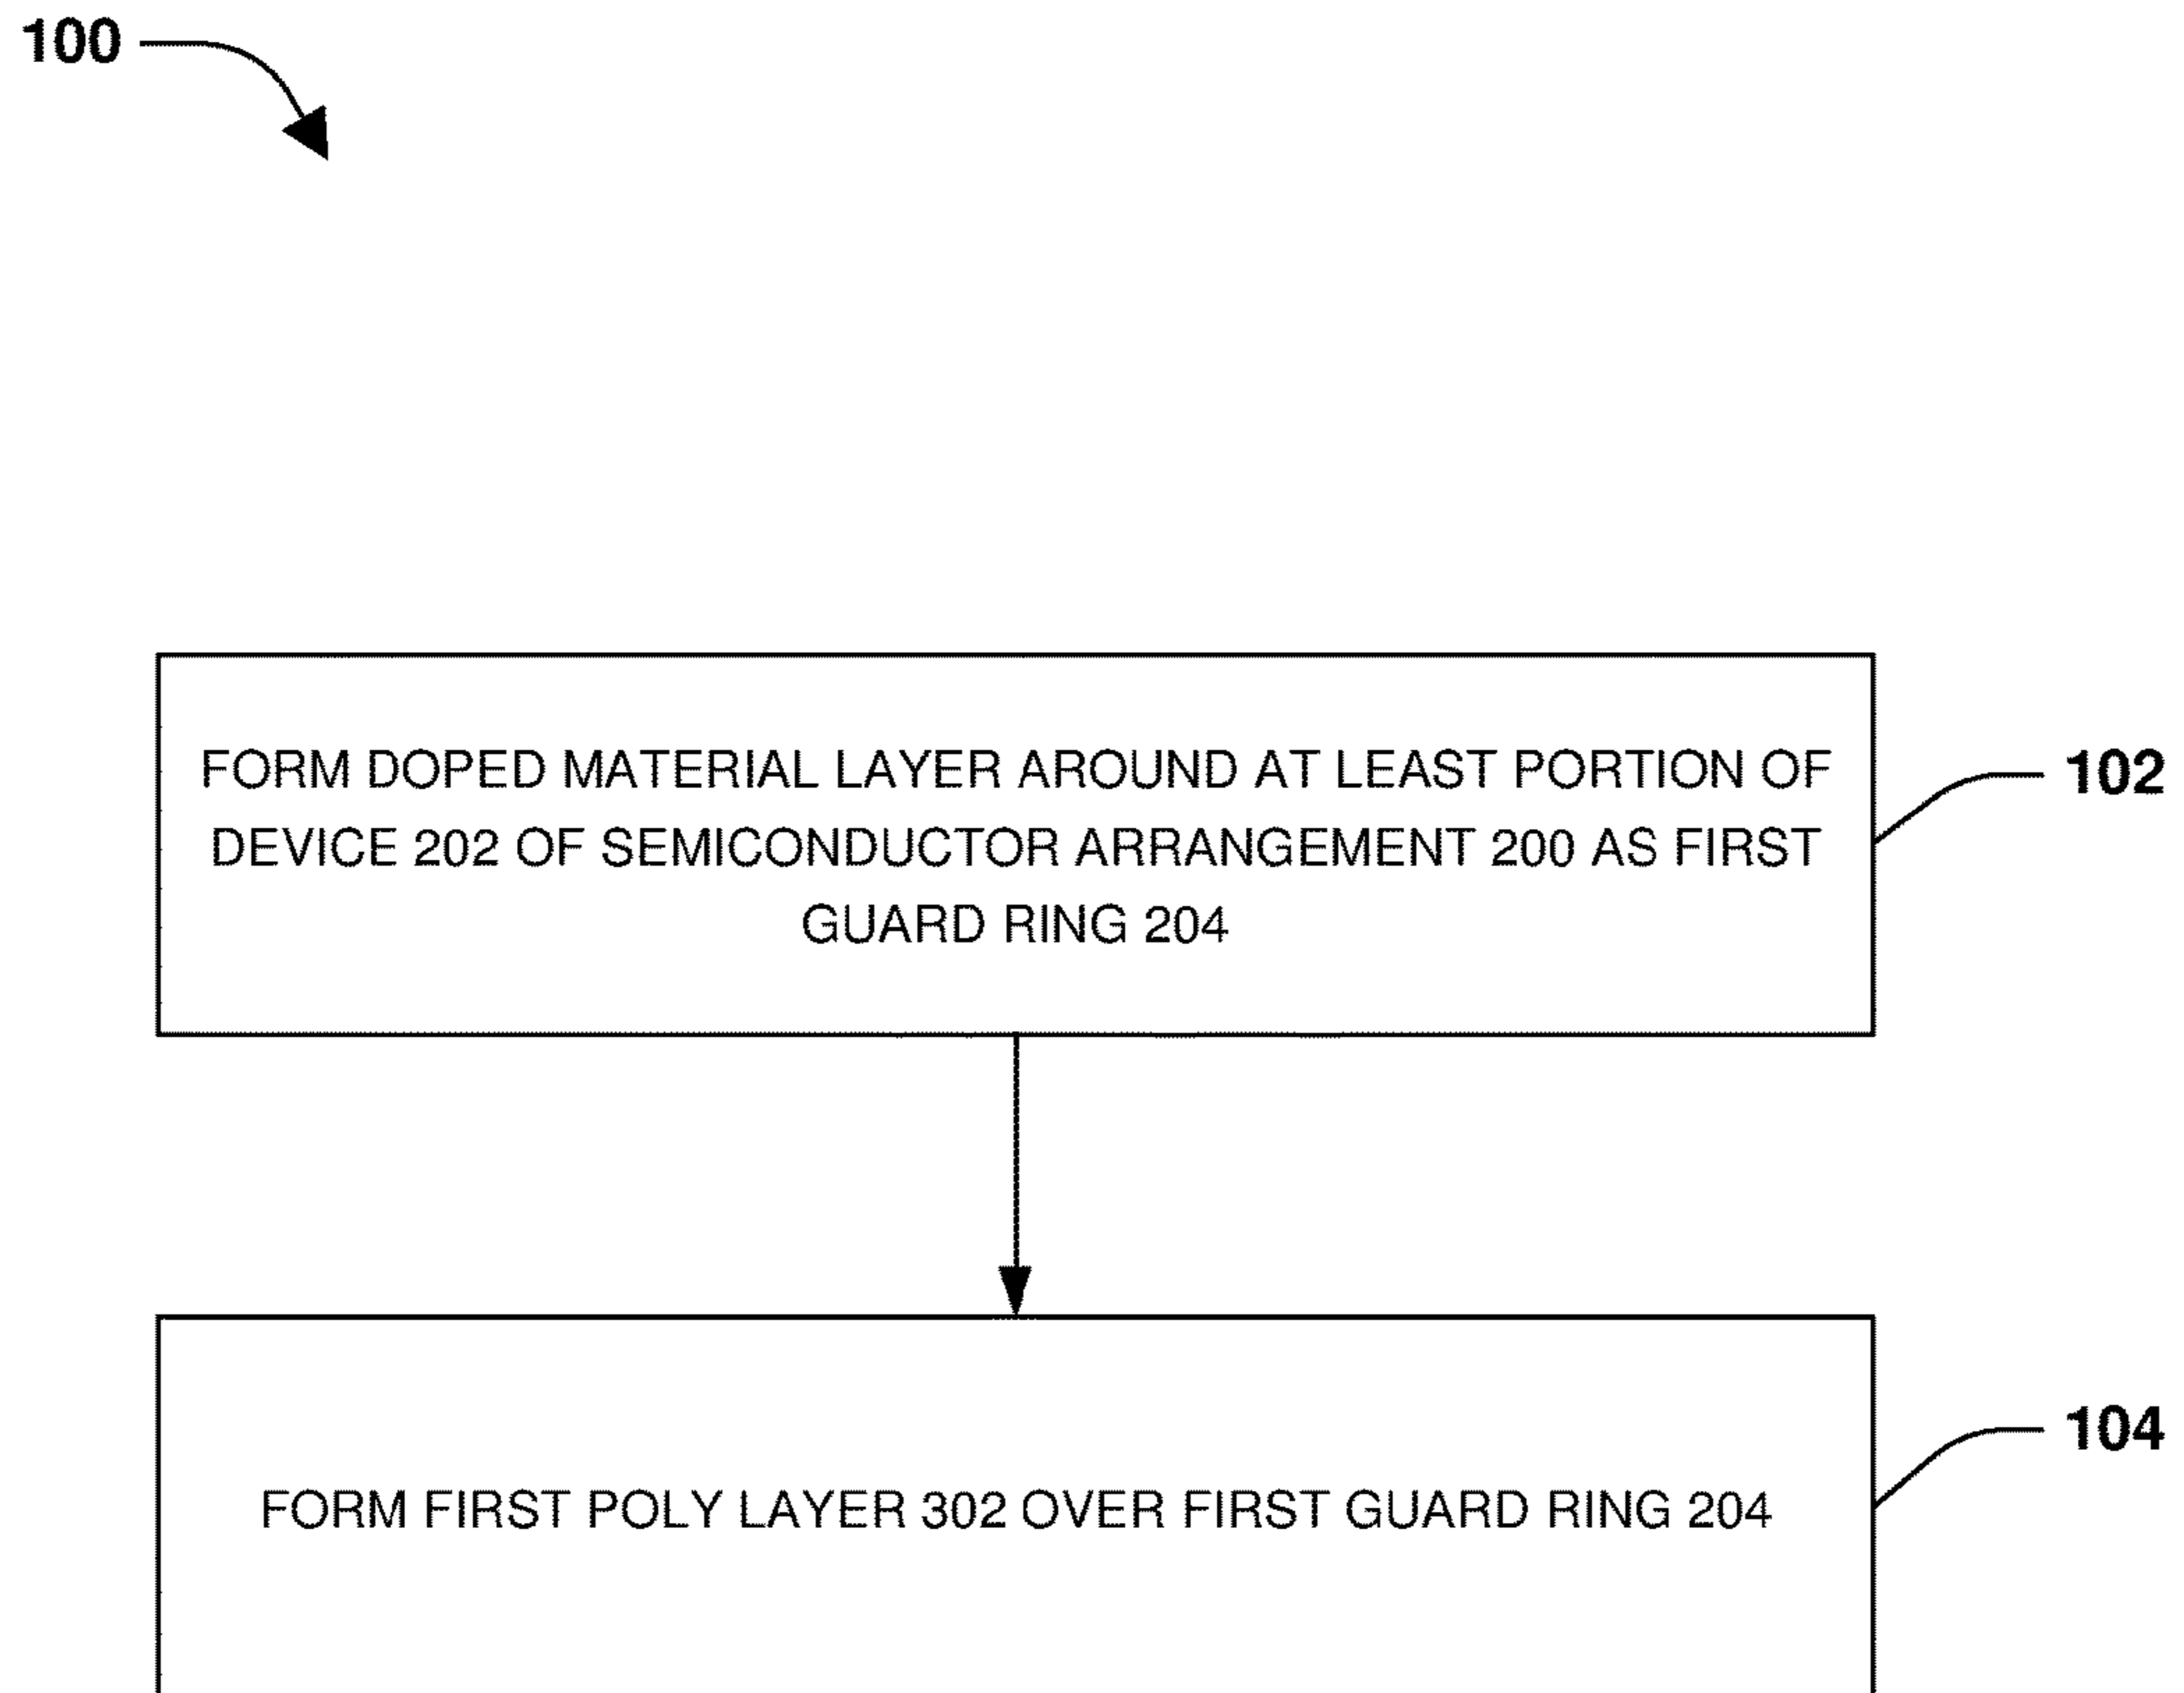 100
FORM DOPED MATERIAL LAYER AROUND AT LEAST PORTION OF
DEVICE 202 OF SEMICONDUCTOR ARRANGEMENT 200 AS FIRST
GUARD RING 204
102
FORM FIRST POLY LAYER 302 OVER FIRST GUARD RING 204
104